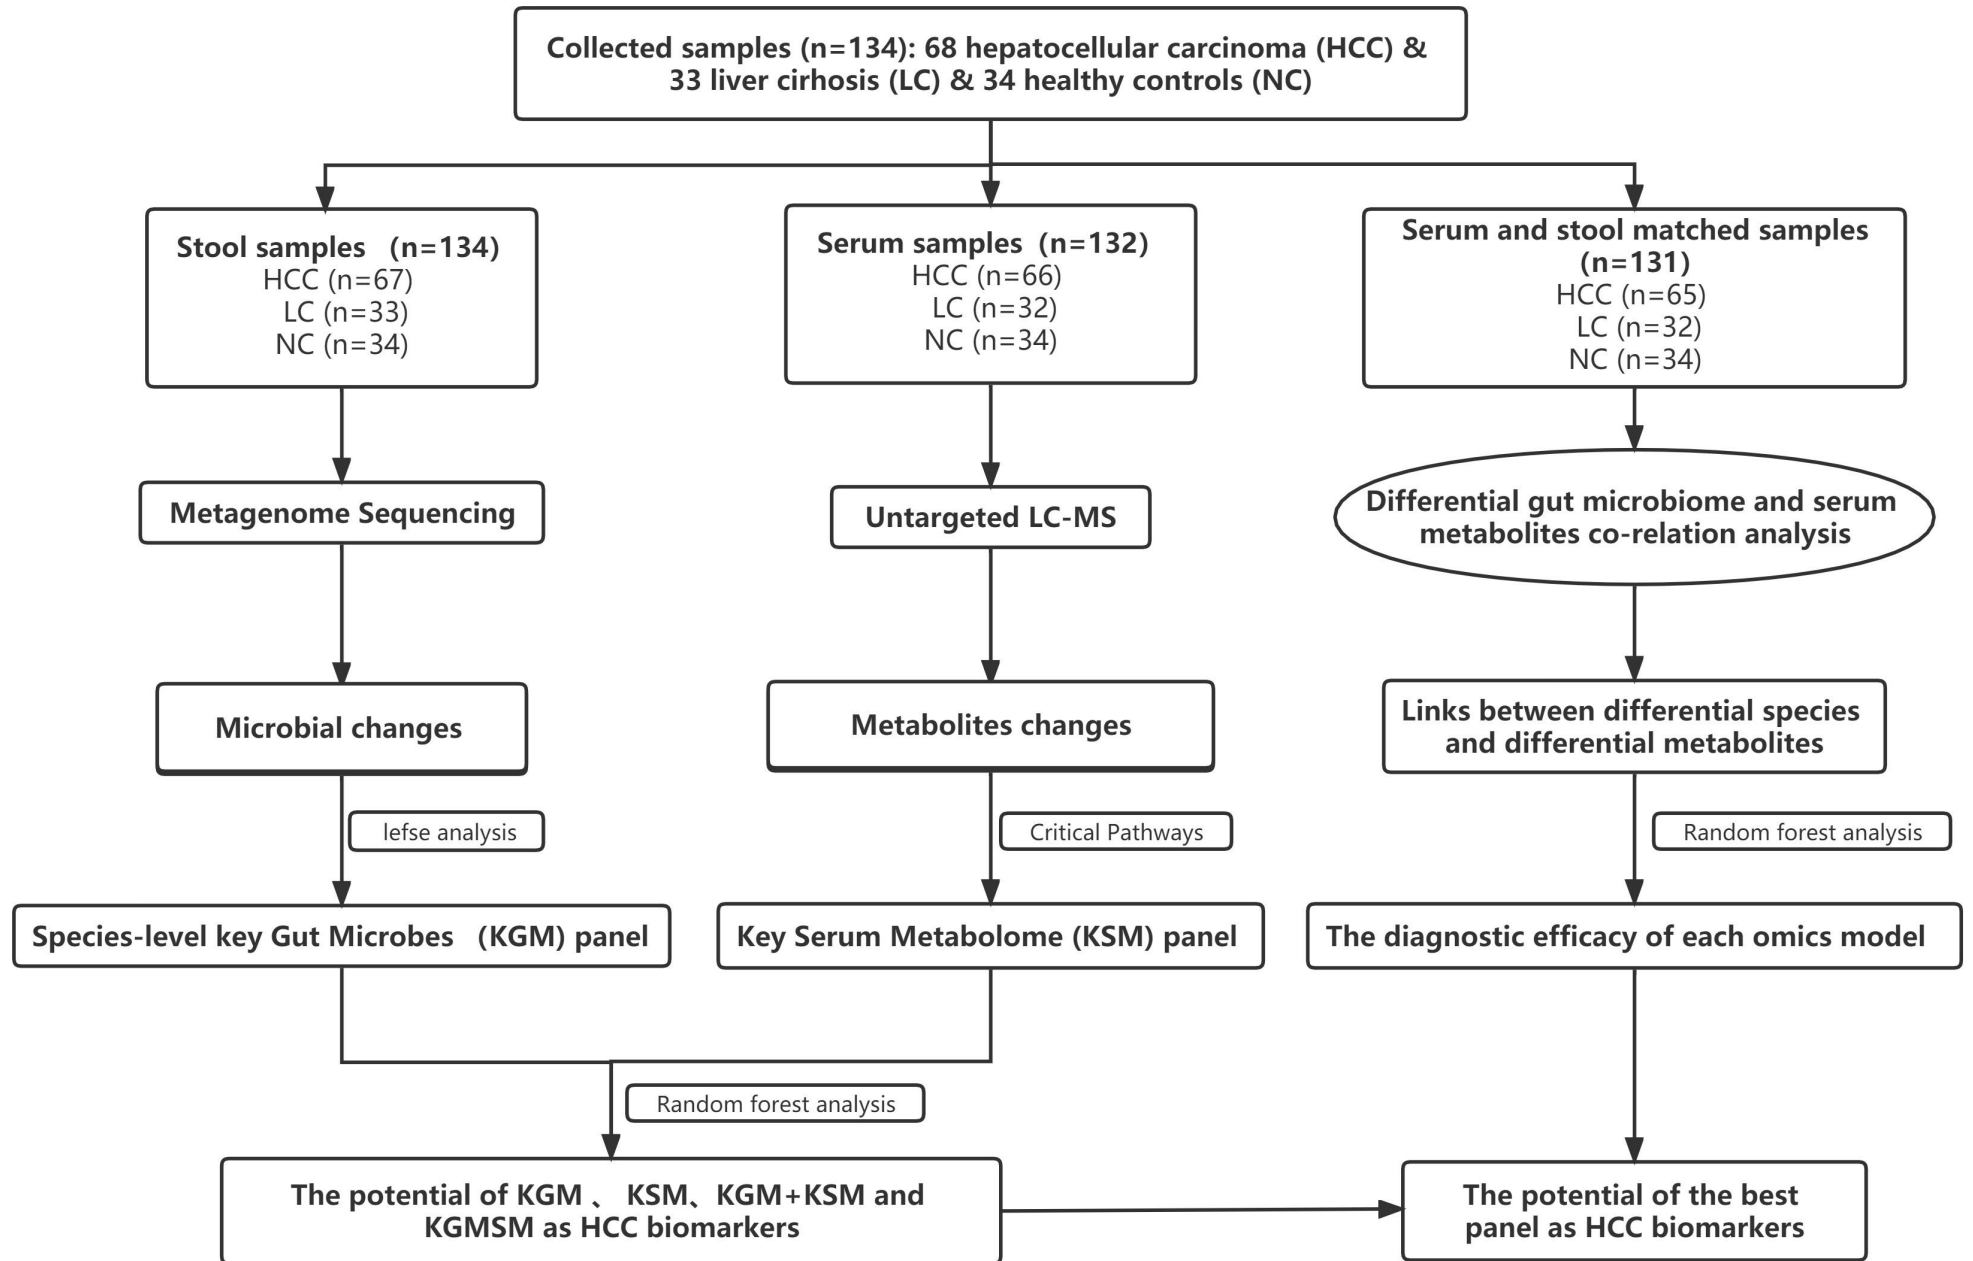 Collected samples (n=134): 68 hepatocellular carcinoma (HCC) &
33 liver cirhosis (LC) & 34 healthy controls (NC)
Stool samples (n=134)
HCC (n=67)
LC (n=33)
NC (n=34)
Serum samples (n=132)
HCC (n=66)
LC (n=32)
NC (n=34)
Serum and stool matched samples
(n=131)
HCC (n=65)
LC (n=32)
NC (n=34)
Metagenome Sequencing
Untargeted LC-MS
Differential gut microbiome and serum
metabolites co-relation analysis
Microbial changes
Metabolites changes
Links between differential species
and differential metabolites
lefse analysis
Critical Pathways
Random forest analysis
Species-level key Gut Microbes (KGM) panel
Key Serum Metabolome (KSM) panel
The diagnostic efficacy of each omics model
Random forest analysis
The potential of KGM 、 KSM、KGM+KSM and
KGMSM as HCC biomarkers
The potential of the best
panel as HCC biomarkers